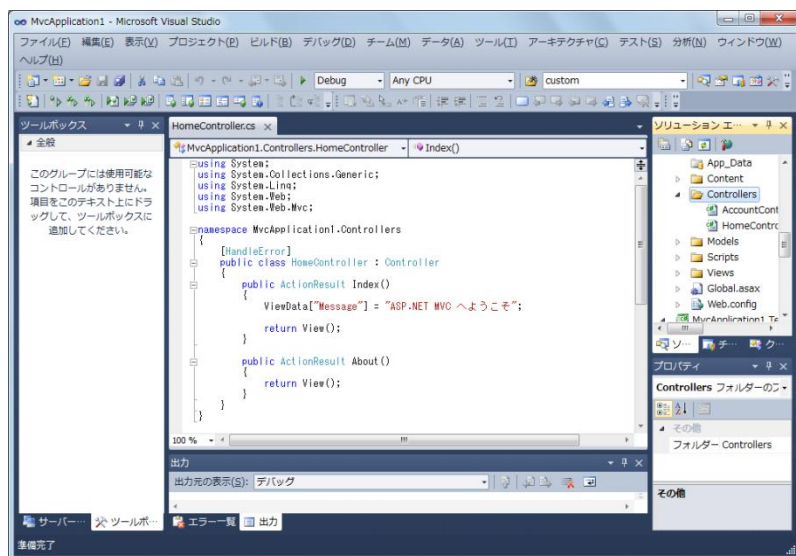 MvcApplication1 - Microsoft Visual Studio
ファイル(F) 編集(E) 表示(V) プロジェクト(P) ビルド(B) デバッグ(D) チーム(M) データ(A) ツール(T) アーキテクチャ(C) テスト(S) 分析(N) ウィンドウ(W)
ヘルプ(H)
Debug Any CPU custom
ツールボックス
全般
このグループには使用可能な
コントロールがありません。
項目をこのテキスト上にドラ
ッグして、ツールボックスに
追加してください。
サーバー… ツールボ…
HomeController.cs
MvcApplication1.Controllers.HomeController Index()
using System;
using System.Collections.Generic;
using System.Linq;
using System.Web;
using System.Web.Mvc;
namespace MvcApplication1.Controllers
{
[HandleError]
public class HomeController : Controller
{
public ActionResult Index()
{
ViewData["Message"] = "ASP.NET MVC へようこそ";
return View();
}
public ActionResult About()
{
return View();
}
}
}
100 %
出力
出力元の表示(S): デバッグ
エラー一覧 出力
ソリューション エ…
App_Data
Content
Controllers
AccountCont
HomeContro
Models
Scripts
Views
Global.asax
Web.config
MvcApplication1.Te
ソ… チ… ク…
プロパティ
Controllers フォルダーのプ
その他
フォルダー Controllers
その他
準備完了